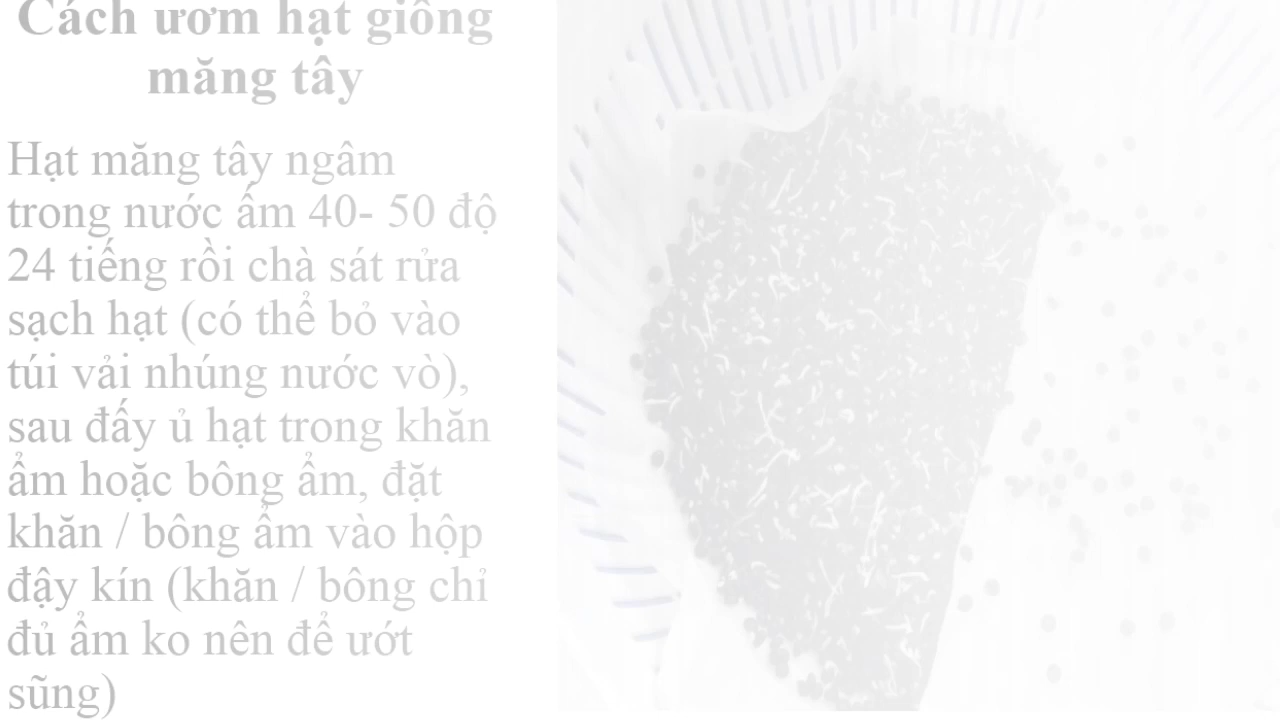 Cách ươm hạt giống
măng tây
Hạt măng tây ngâm
trong nước ấm 40- 50 độ
24 tiếng rồi chà sát rửa
sạch hạt (có thể bỏ vào
túi vải nhúng nước vò),
sau đấy ủ hạt trong khăn
ẩm hoặc bông ẩm, đặt
khăn / bông ẩm vào hộp
đậy kín (khăn / bông chỉ
đủ ẩm ko nên để ướt
sũng)